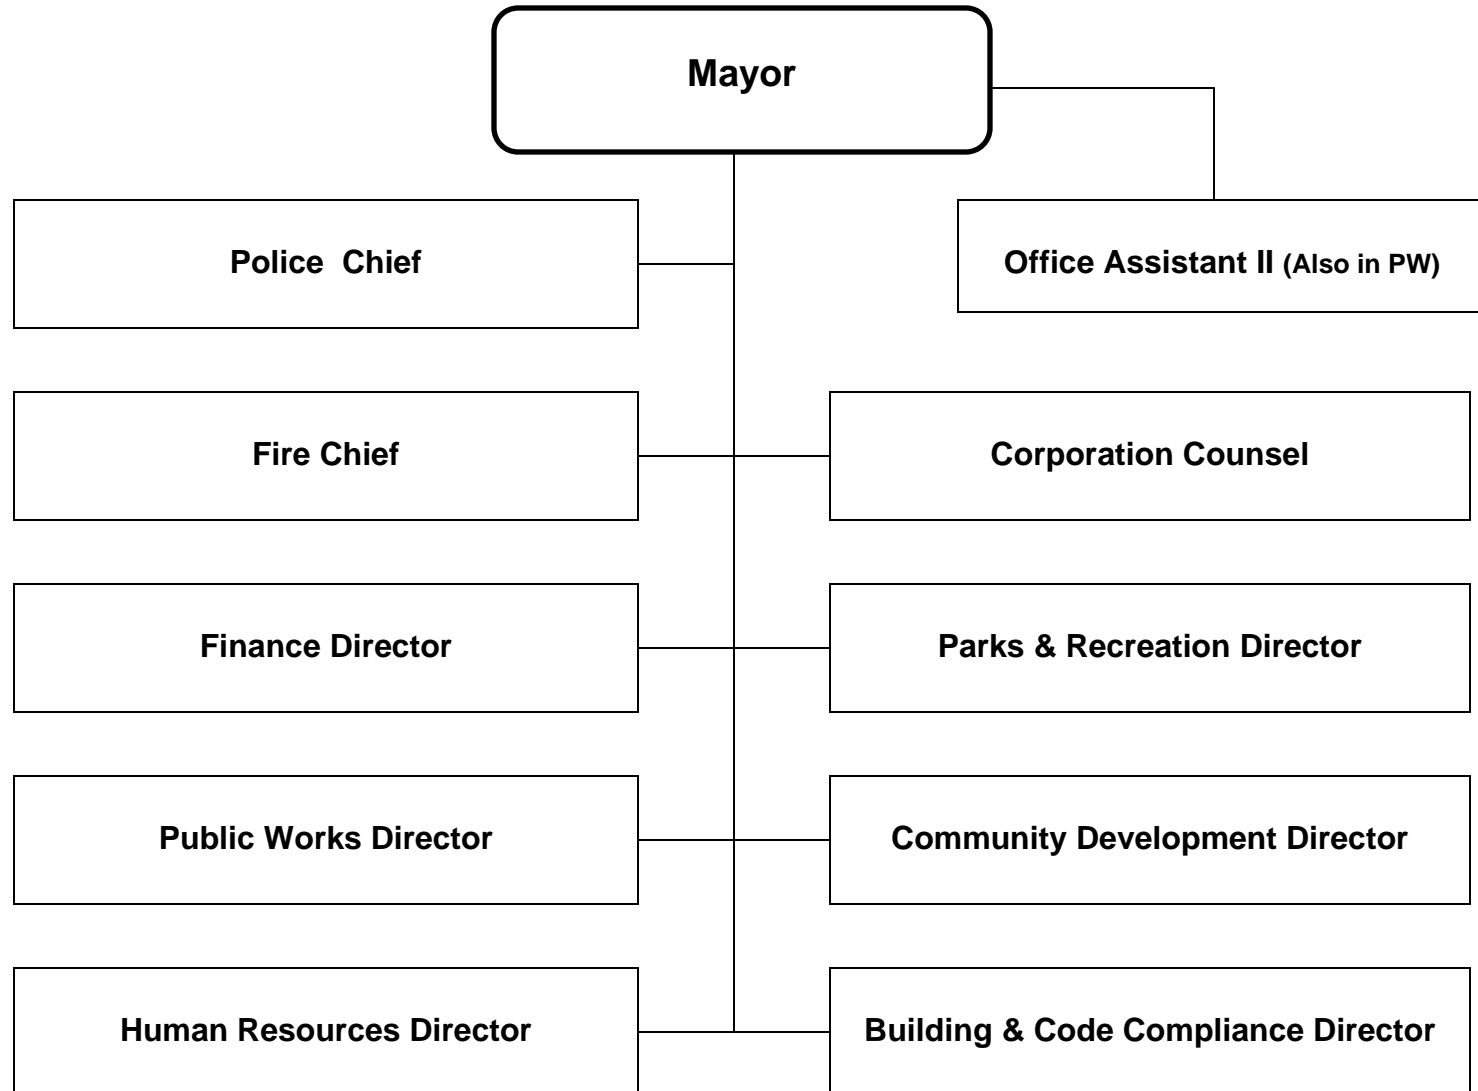 Mayor
Police  Chief
Office Assistant II (Also in PW)
Fire Chief
Corporation Counsel
Finance Director
Parks & Recreation Director
Public Works Director
Community Development Director
Human Resources Director
Building & Code Compliance Director